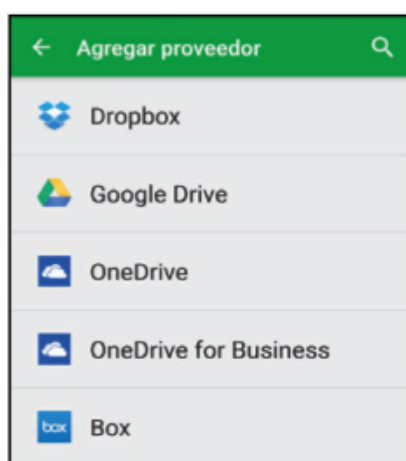 Agregar proveedor
Dropbox
Google Drive
OneDrive
OneDrive for Business
box Box